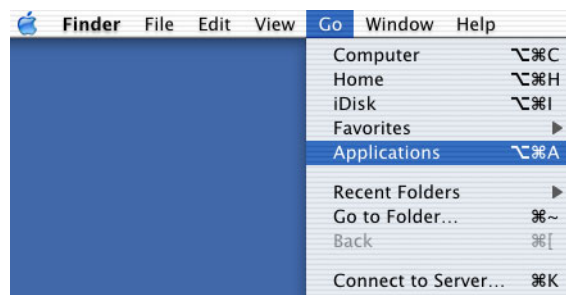 Finder File Edit View Go Window Help
Computer ⌥⌘C
Home ⌥⌘H
iDisk ⌥⌘I
Favorites
Applications ⌥⌘A
Recent Folders
Go to Folder... ⌘~
Back ⌘[
Connect to Server... ⌘K